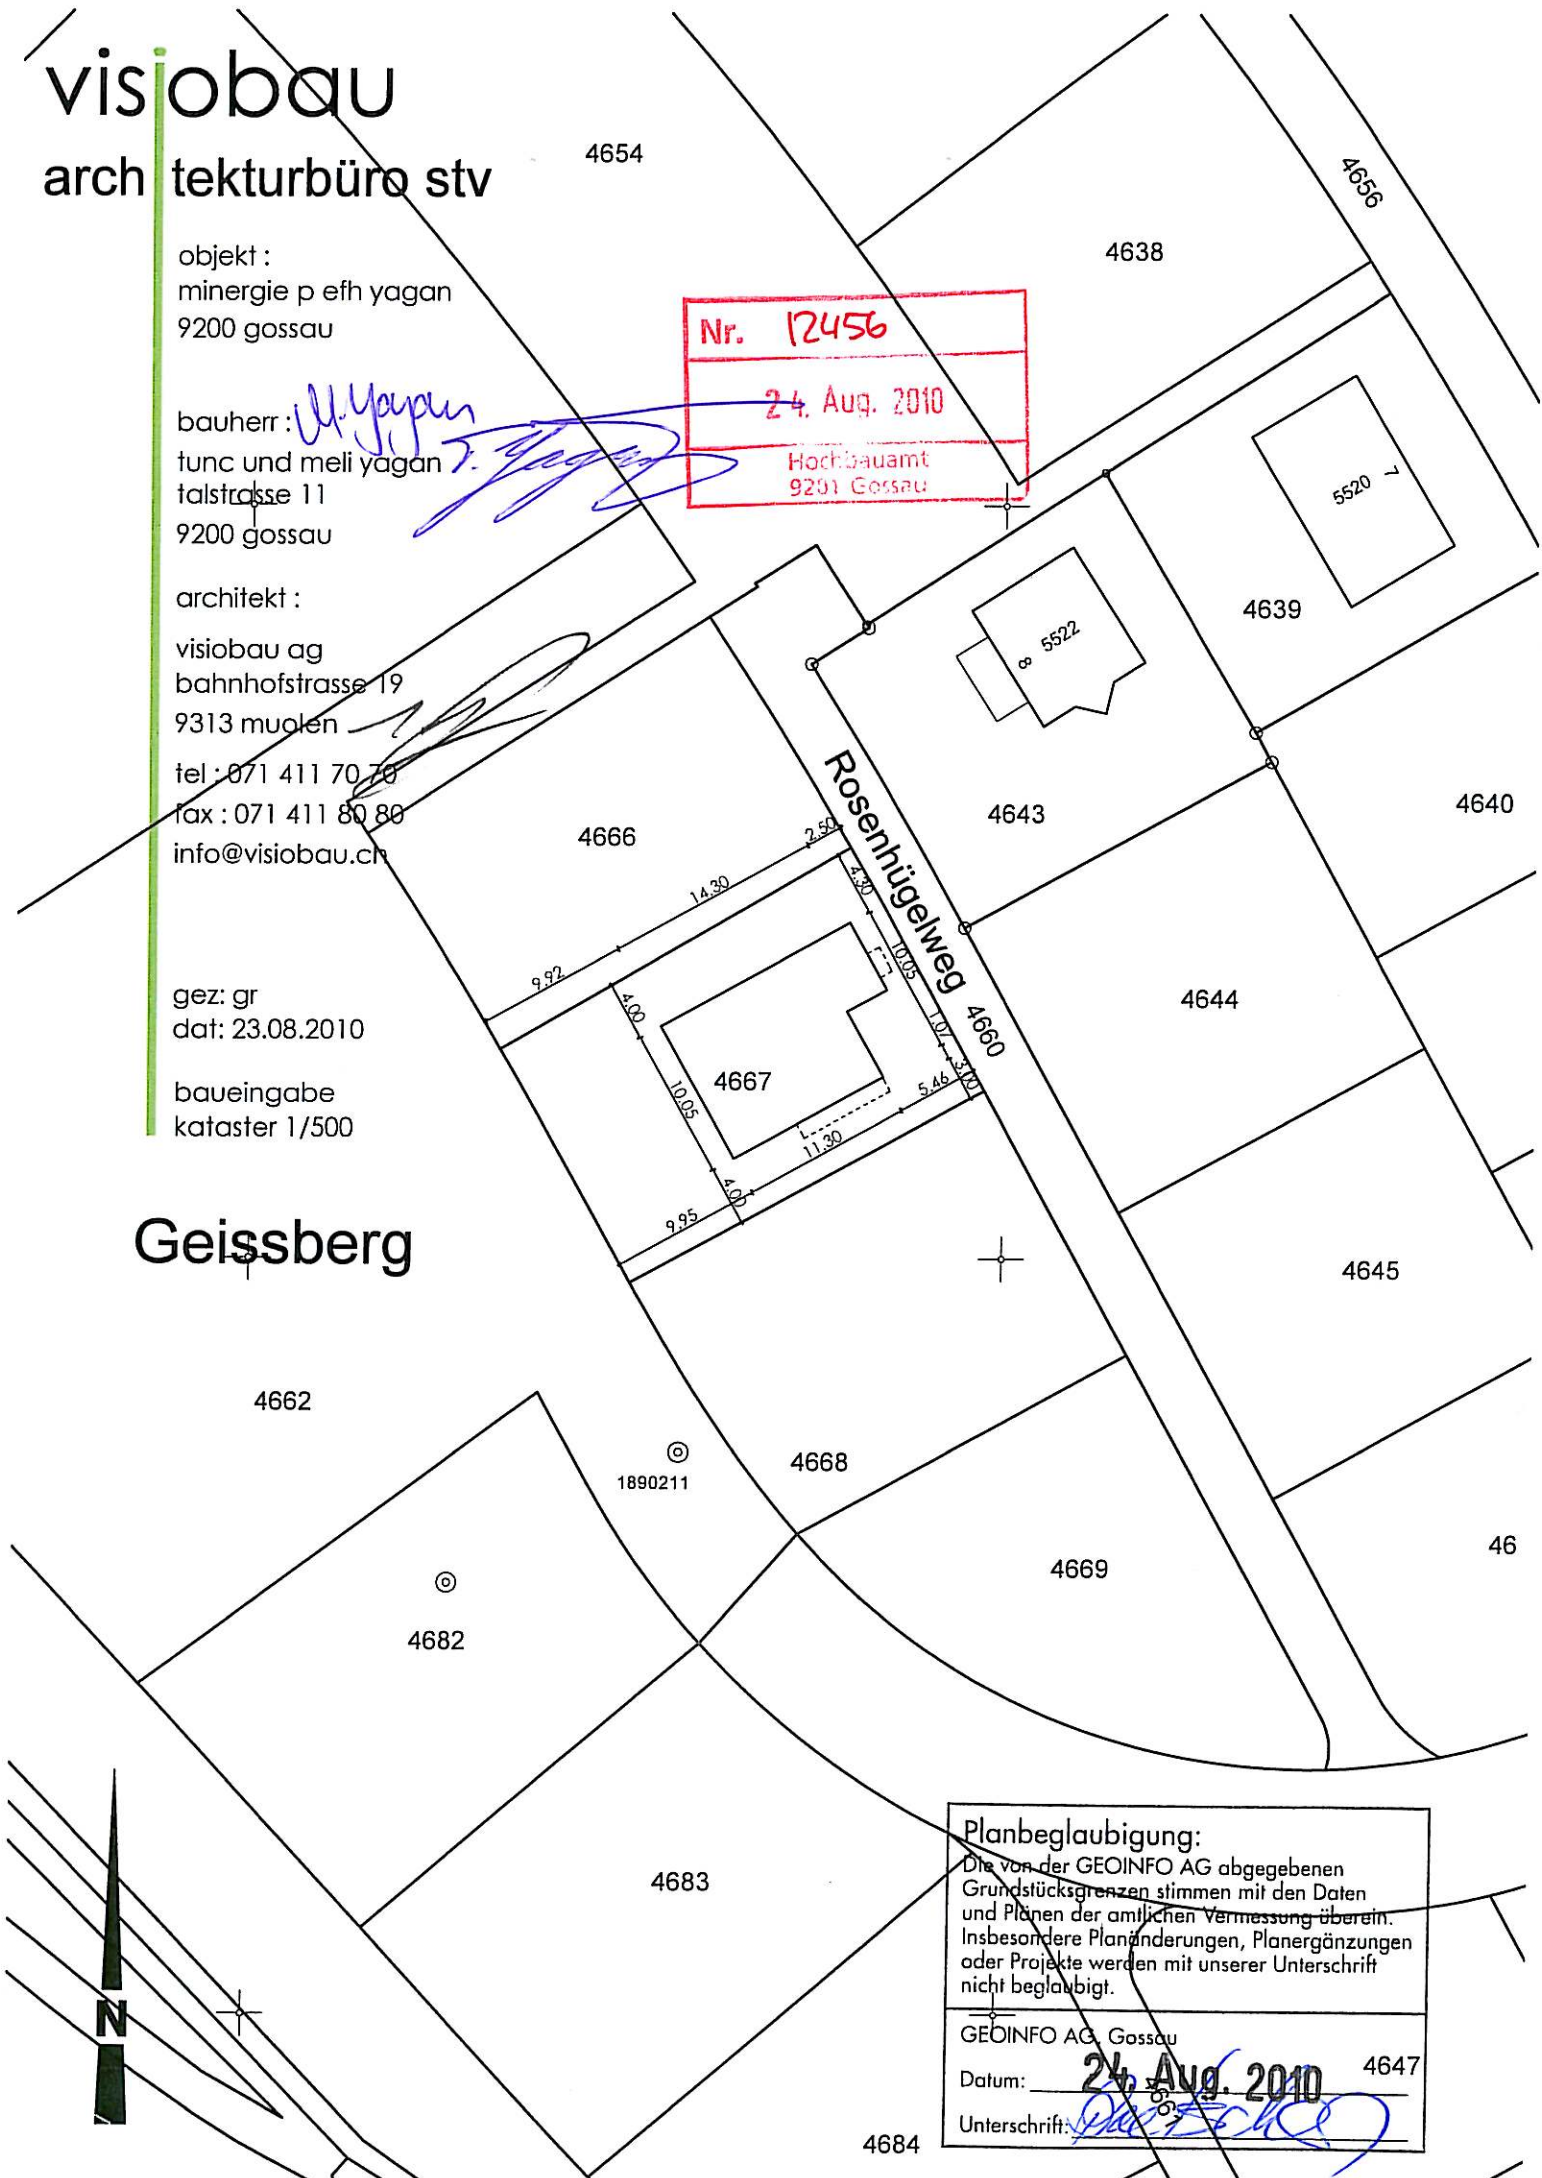 visiobau
architekturbüro stv
objekt :
minergie p efh yagan
9200 gossau
bauherr : M. Yagan
tunc und meli yagan T. Yagan
talstrasse 11
9200 gossau
architekt :
visiobau ag
bahnhofstrasse 19
9313 muolen
tel : 071 411 70 70
fax : 071 411 80 80
info@visiobau.ch
gez: gr
dat: 23.08.2010
baueingabe
kataster 1/500
Geissberg
Nr. 12456
24. Aug. 2010
Hochbauamt
9201 Gossau
4654
4638
4656
5520 7
4639
8 5522
4643
4640
4666
Rosenhügelweg 4660
2.50
14.30
9.92
4.30
10.05
1.07
3.00
4.00
10.05
4.00
4667
5.46
11.30
9.95
4644
4645
4662
1890211
4668
46
4669
4682
4683
N
Planbeglaubigung:
Die von der GEOINFO AG abgegebenen
Grundstücksgrenzen stimmen mit den Daten
und Plänen der amtlichen Vermessung überein.
Insbesondere Planänderungen, Planergänzungen
oder Projekte werden mit unserer Unterschrift
nicht beglaubigt.
GEOINFO AG, Gossau
Datum: 24. Aug. 2010
4647
4661
Unterschrift:
4684